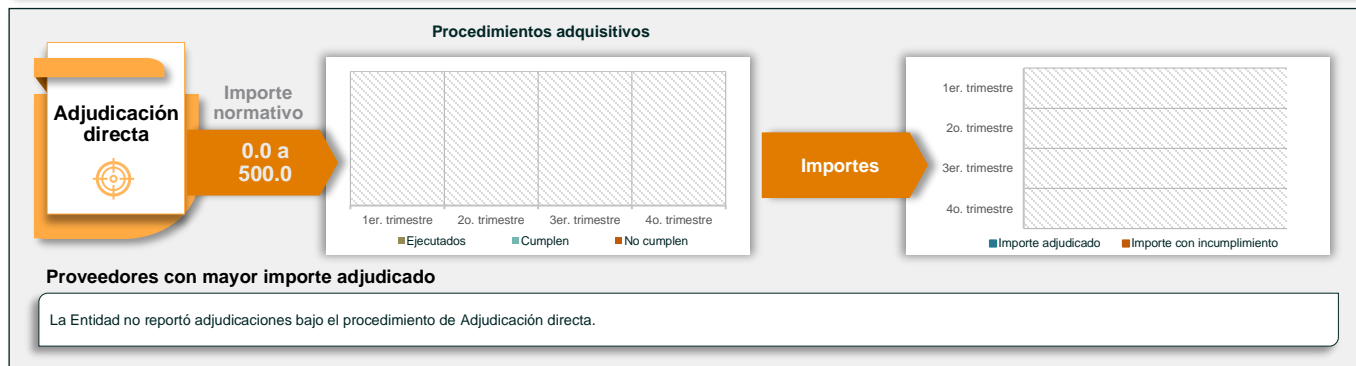 Procedimientos adquisitivos
Adjudicación
directa
Importe
normativo
0.0 a
500.0
1er. trimestre 2o. trimestre 3er. trimestre 4o. trimestre
Ejecutados Cumplen No cumplen
Importes
1er. trimestre
2o. trimestre
3er. trimestre
4o. trimestre
Importe adjudicado Importe con incumplimiento
Proveedores con mayor importe adjudicado
La Entidad no reportó adjudicaciones bajo el procedimiento de Adjudicación directa.